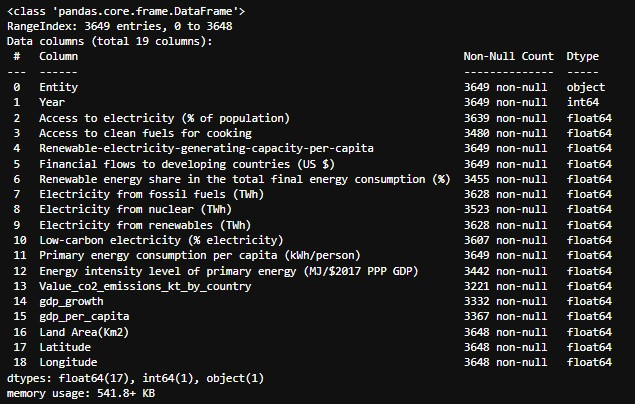 <class 'pandas.core.frame.DataFrame'>
RangeIndex: 3649 entries, 0 to 3648
Data columns (total 19 columns):
 #   Column                                                            Non-Null Count  Dtype
---  ------                                                            --------------  -----
 0   Entity                                                            3649 non-null   object
 1   Year                                                              3649 non-null   int64
 2   Access to electricity (% of population)                           3639 non-null   float64
 3   Access to clean fuels for cooking                                 3480 non-null   float64
 4   Renewable-electricity-generating-capacity-per-capita              3649 non-null   float64
 5   Financial flows to developing countries (US $)                    3649 non-null   float64
 6   Renewable energy share in the total final energy consumption (%)  3455 non-null   float64
 7   Electricity from fossil fuels (TWh)                               3628 non-null   float64
 8   Electricity from nuclear (TWh)                                    3523 non-null   float64
 9   Electricity from renewables (TWh)                                 3628 non-null   float64
 10  Low-carbon electricity (% electricity)                            3607 non-null   float64
 11  Primary energy consumption per capita (kWh/person)                3649 non-null   float64
 12  Energy intensity level of primary energy (MJ/$2017 PPP GDP)       3442 non-null   float64
 13  Value_co2_emissions_kt_by_country                                 3221 non-null   float64
 14  gdp_growth                                                        3332 non-null   float64
 15  gdp_per_capita                                                    3367 non-null   float64
 16  Land Area(Km2)                                                    3648 non-null   float64
 17  Latitude                                                          3648 non-null   float64
 18  Longitude                                                         3648 non-null   float64
dtypes: float64(17), int64(1), object(1)
memory usage: 541.8+ KB